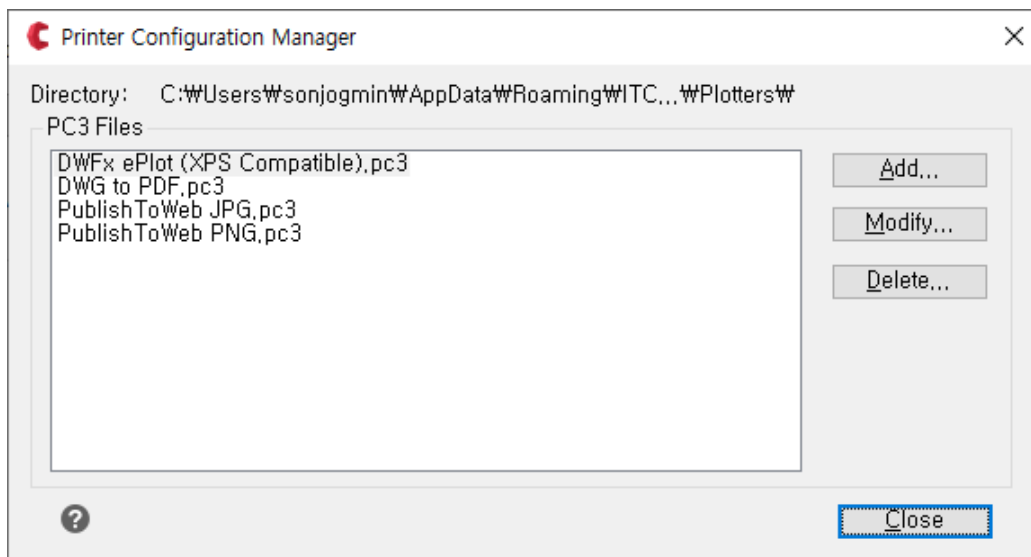 Printer Configuration Manager
Directory: C:₩Users₩sonjogmin₩AppData₩Roaming₩ITC...₩Plotters₩
PC3 Files
DWFx ePlot (XPS Compatible).pc3
DWG to PDF.pc3
PublishToWeb JPG.pc3
PublishToWeb PNG.pc3
Add...
Modify...
Delete...
?
Close